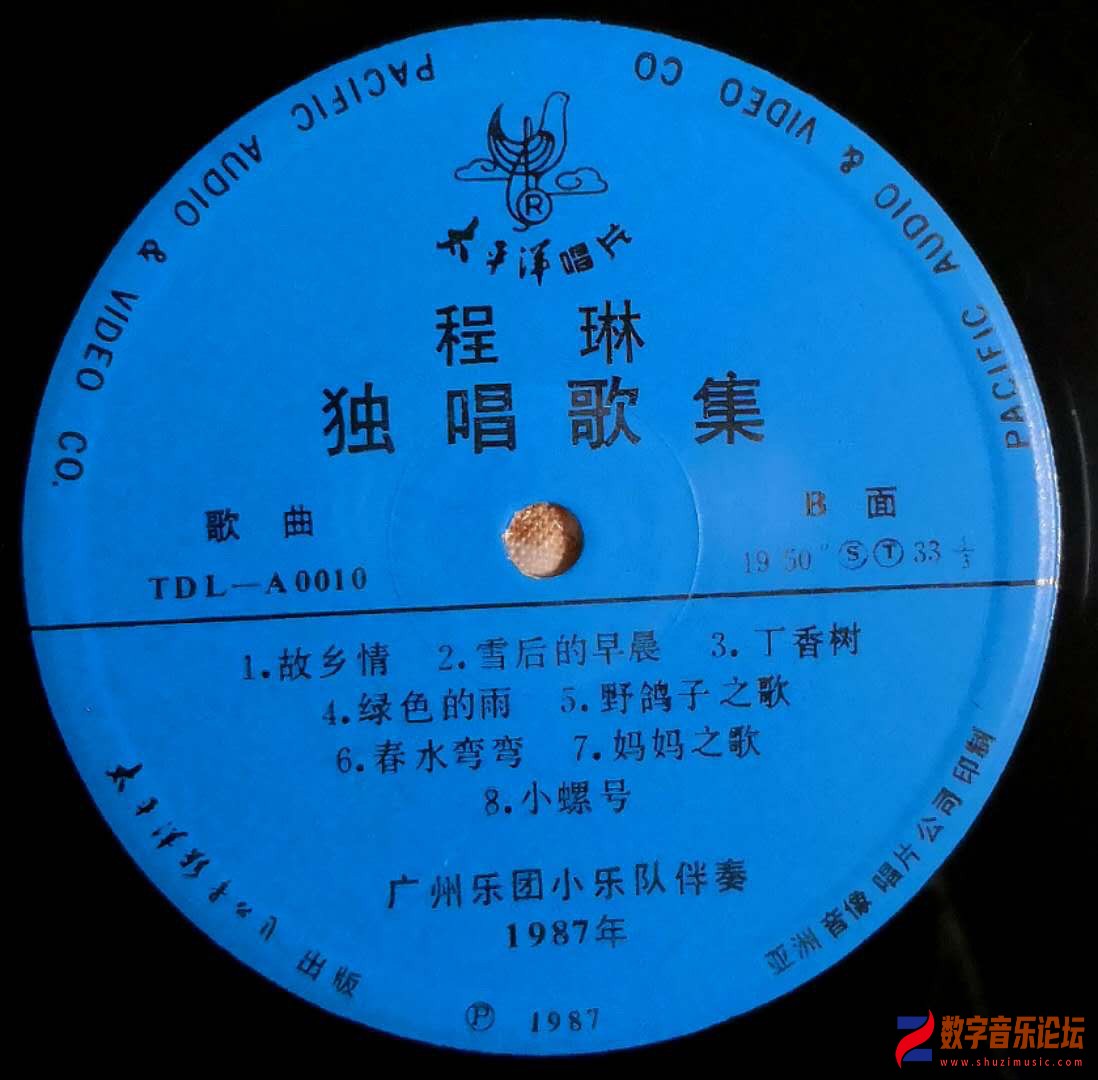 PACIFIC AUDIO & VIDEO CO.
PACIFIC AUDIO & VIDEO CO
R
太平洋唱片
程 琳
独唱歌集
歌 曲
B 面
TDL—A0010
19 50" Ⓢ Ⓣ 33 1/3
1.故乡情 2.雪后的早晨 3.丁香树
4.绿色的雨 5.野鸽子之歌
6.春水弯弯 7.妈妈之歌
8.小螺号
广州乐团小乐队伴奏
1987年
出版
亚洲音像唱片公司印制
Ⓟ 1987
数字音乐论坛
www.shuzimusic.com